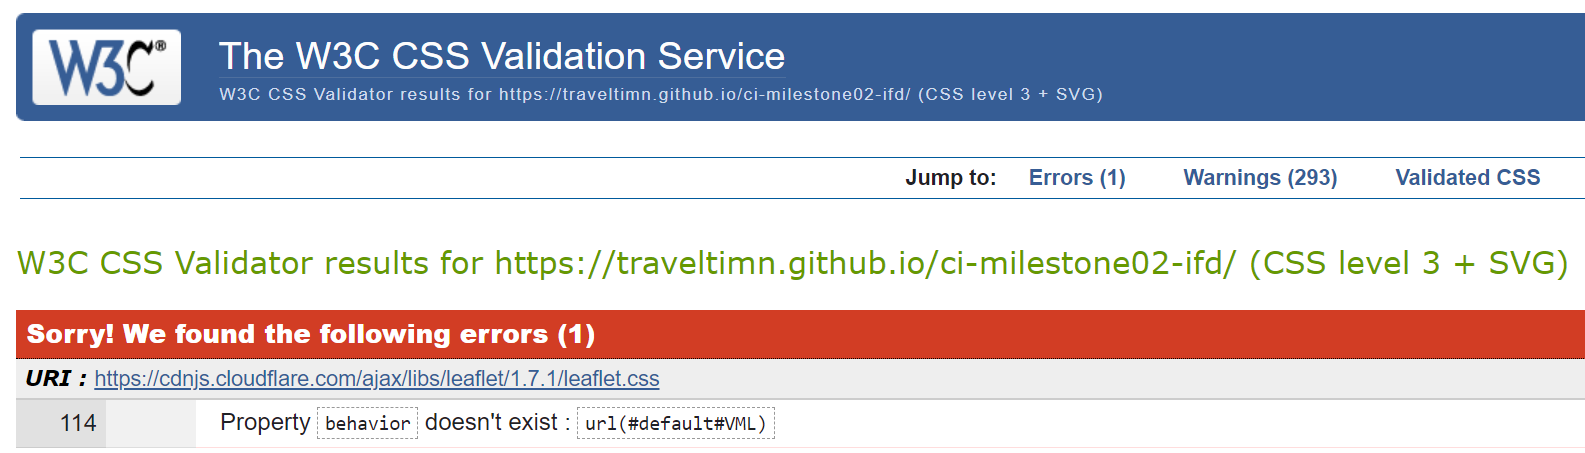 W3C®
The W3C CSS Validation Service
W3C CSS Validator results for https://traveltimn.github.io/ci-milestone02-ifd/ (CSS level 3 + SVG)
Jump to: Errors (1) Warnings (293) Validated CSS
W3C CSS Validator results for https://traveltimn.github.io/ci-milestone02-ifd/ (CSS level 3 + SVG)
Sorry! We found the following errors (1)
URI : https://cdnjs.cloudflare.com/ajax/libs/leaflet/1.7.1/leaflet.css
114 Property behavior doesn't exist : url(#default#VML)